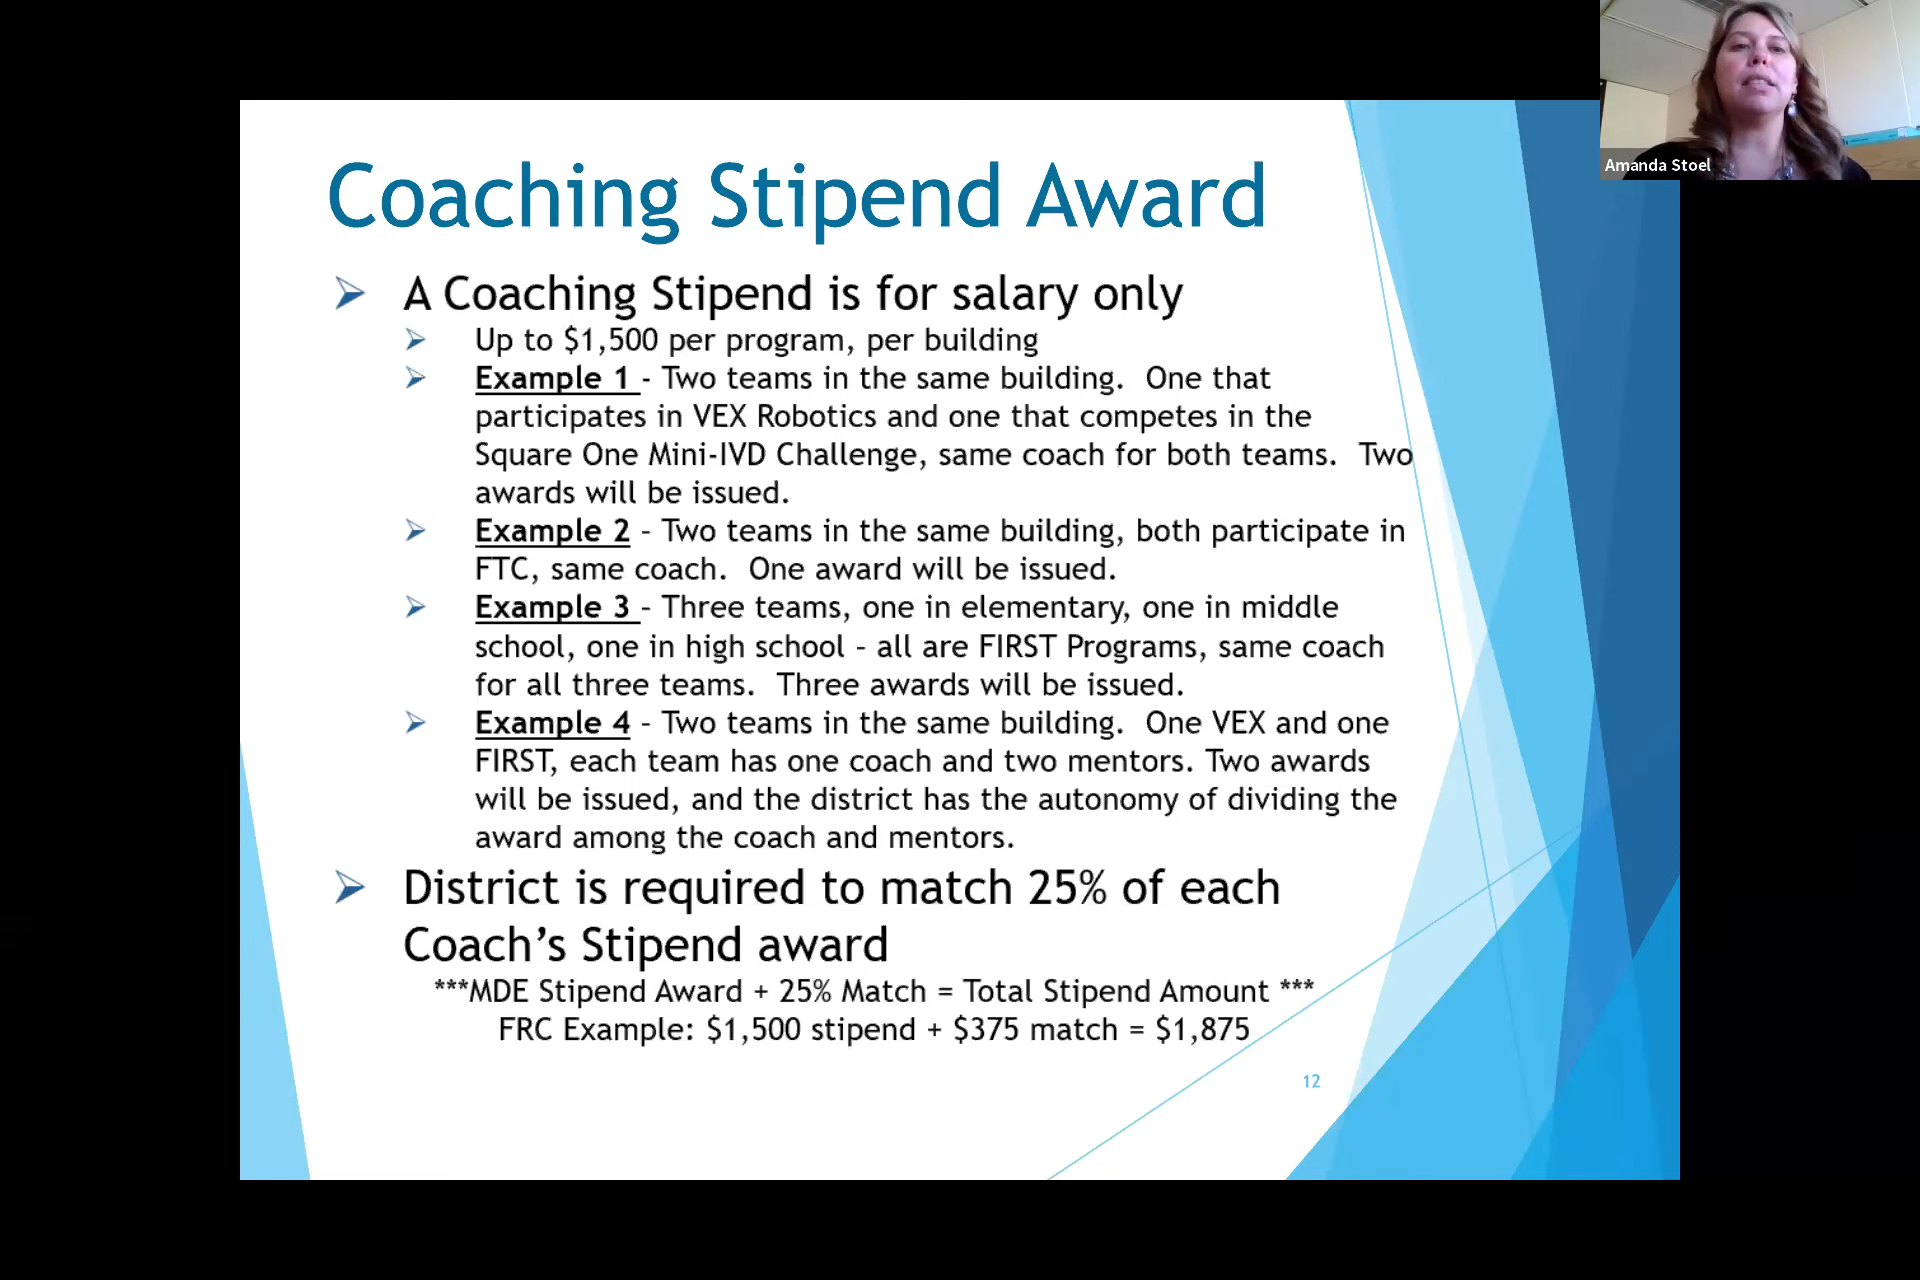 Amanda Stoel
Coaching Stipend Award
A Coaching Stipend is for salary only
Up to $1,500 per program, per building
Example 1 - Two teams in the same building. One that
participates in VEX Robotics and one that competes in the
Square One Mini-IVD Challenge, same coach for both teams. Two
awards will be issued.
Example 2 - Two teams in the same building, both participate in
FTC, same coach. One award will be issued.
Example 3 - Three teams, one in elementary, one in middle
school, one in high school - all are FIRST Programs, same coach
for all three teams. Three awards will be issued.
Example 4 - Two teams in the same building. One VEX and one
FIRST, each team has one coach and two mentors. Two awards
will be issued, and the district has the autonomy of dividing the
award among the coach and mentors.
District is required to match 25% of each
Coach's Stipend award
***MDE Stipend Award + 25% Match = Total Stipend Amount ***
FRC Example: $1,500 stipend + $375 match = $1,875
12